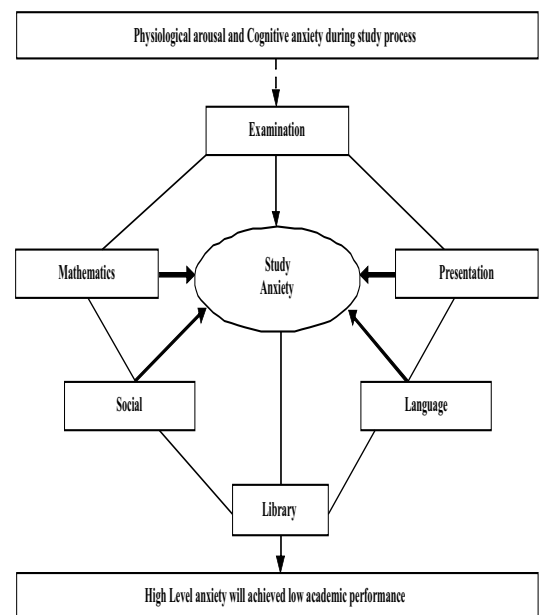 Physiological arousal and Cognitive anxiety during study process
Examination
Mathematics
Study
Anxiety
Presentation
Social
Language
Library
High Level anxiety will achieved low academic performance